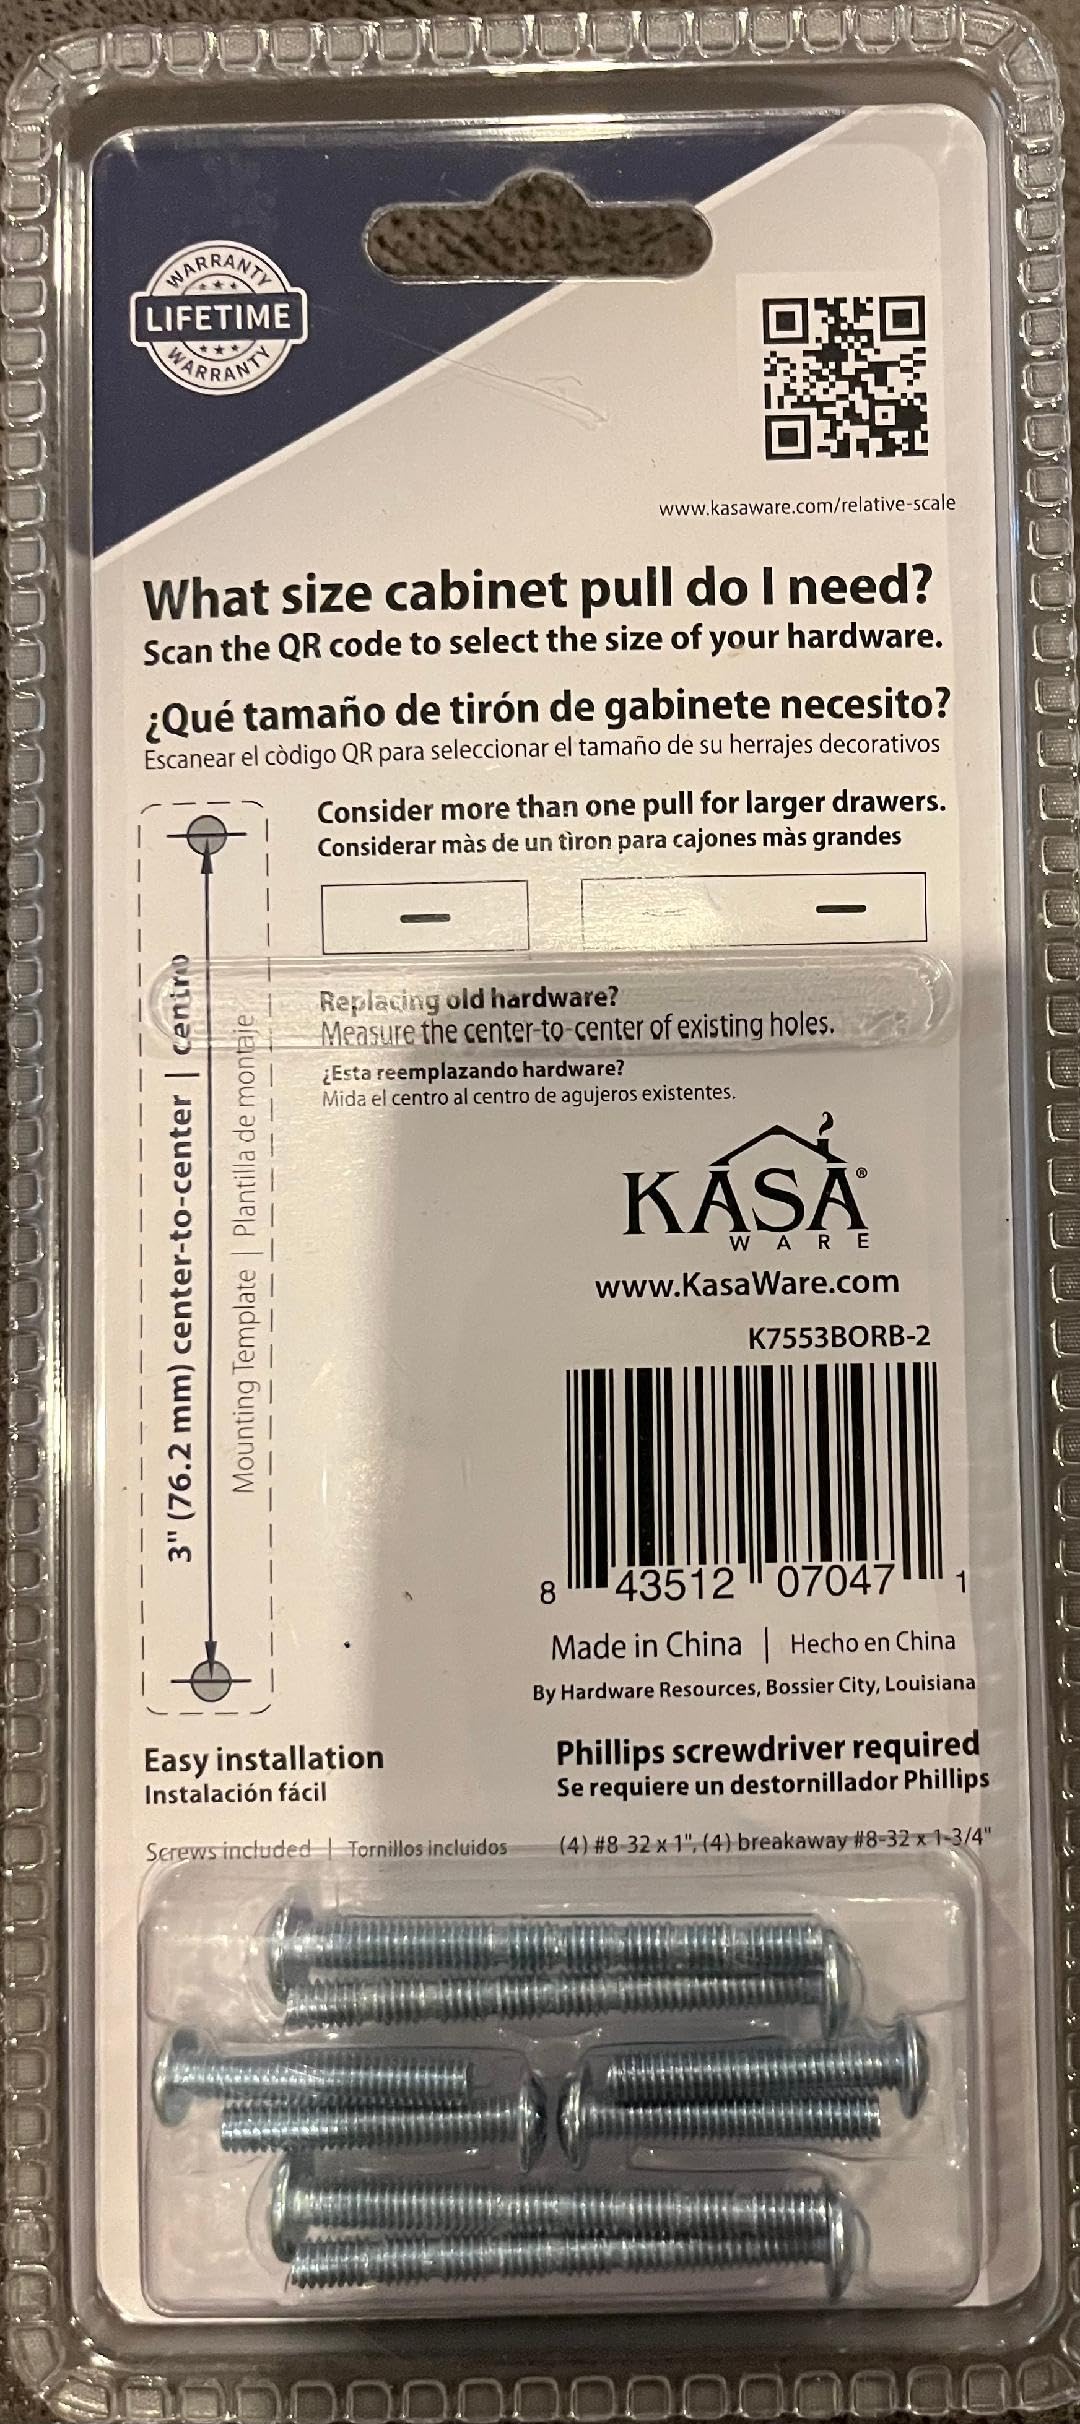 WARRANTY
LIFETIME
WARRANTY
www.kasaware.com/relative-scale
What size cabinet pull do I need?
Scan the QR code to select the size of your hardware.
¿Qué tamaño de tirón de gabinete necesito?
Escanear el còdigo QR para seleccionar el tamaño de su herrajes decorativos
Consider more than one pull for larger drawers.
Considerar màs de un tìron para cajones màs grandes
3" (76.2 mm) center-to-center | centro
Mounting Template | Plantilla de montaje
Replacing old hardware?
Measure the center-to-center of existing holes.
¿Esta reemplazando hardware?
Mida el centro al centro de agujeros existentes.
KASA®
WARE
www.KasaWare.com
K7553BORB-2
8 43512 07047 1
Made in China | Hecho en China
By Hardware Resources, Bossier City, Louisiana
Easy installation
Instalación fácil
Phillips screwdriver required
Se requiere un destornillador Phillips
Screws included | Tornillos incluidos
(4) #8-32 x 1", (4) breakaway #8-32 x 1-3/4"